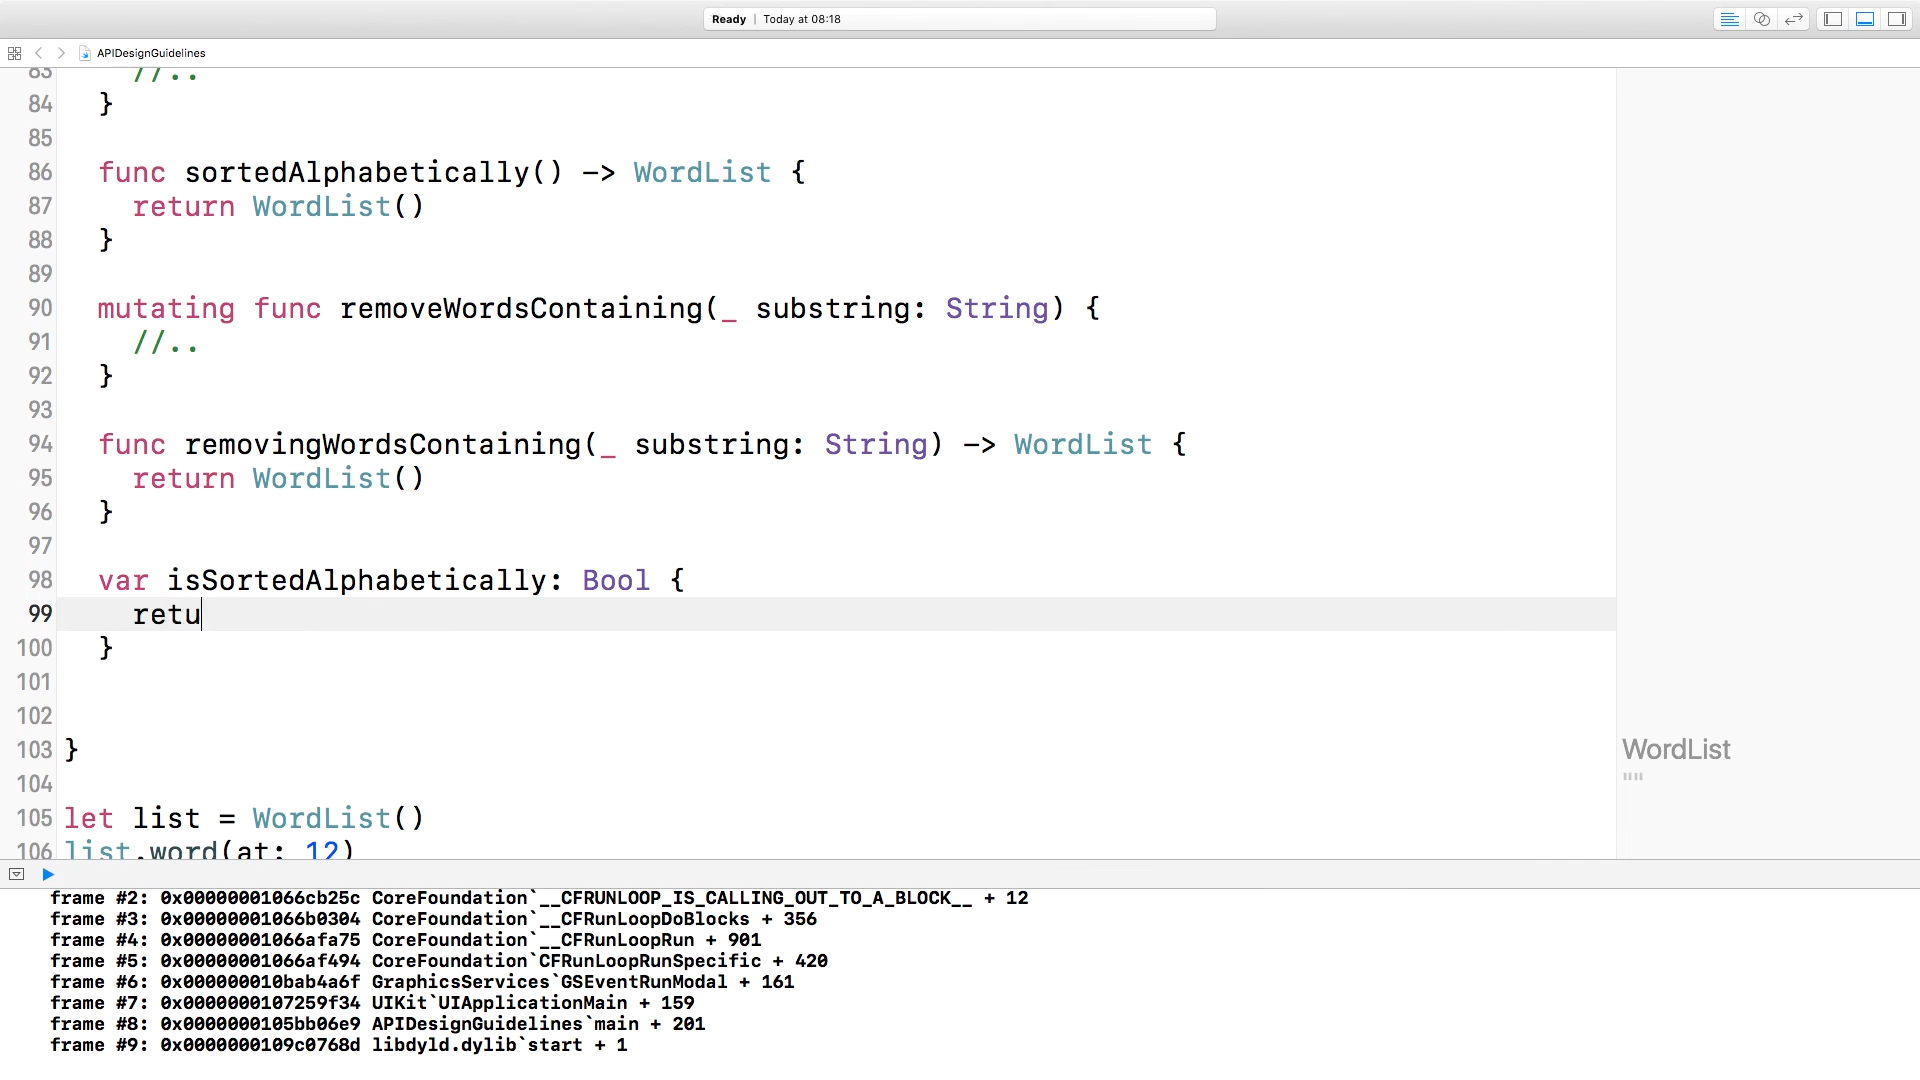 Ready | Today at 08:18
APIDesignGuidelines
83 //..
84 }
85
86 func sortedAlphabetically() -> WordList {
87 return WordList()
88 }
89
90 mutating func removeWordsContaining(_ substring: String) {
91 //..
92 }
93
94 func removingWordsContaining(_ substring: String) -> WordList {
95 return WordList()
96 }
97
98 var isSortedAlphabetically: Bool {
99 retu
100 }
101
102
103 }
WordList
104
105 let list = WordList()
106 list.word(at: 12)
frame #2: 0x00000001066cb25c CoreFoundation`__CFRUNLOOP_IS_CALLING_OUT_TO_A_BLOCK__ + 12
frame #3: 0x00000001066b0304 CoreFoundation`__CFRunLoopDoBlocks + 356
frame #4: 0x00000001066afa75 CoreFoundation`__CFRunLoopRun + 901
frame #5: 0x00000001066af494 CoreFoundation`CFRunLoopRunSpecific + 420
frame #6: 0x000000010bab4a6f GraphicsServices`GSEventRunModal + 161
frame #7: 0x0000000107259f34 UIKit`UIApplicationMain + 159
frame #8: 0x0000000105bb06e9 APIDesignGuidelines`main + 201
frame #9: 0x0000000109c0768d libdyld.dylib`start + 1